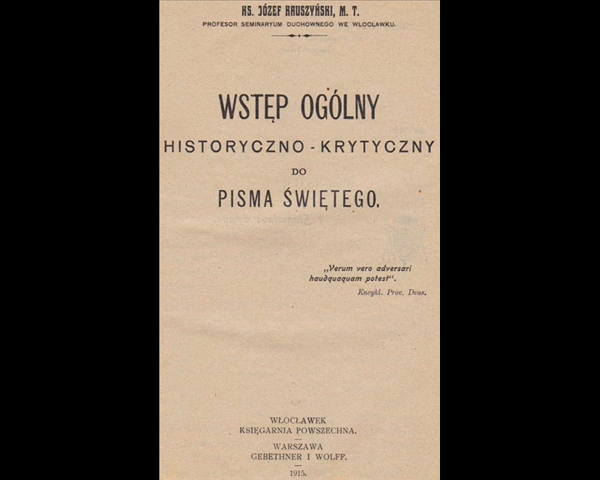 KS. JÓZEF KRUSZYŃSKI, M. T.
PROFESOR SEMINARYUM DUCHOWNEGO WE WŁOCŁAWKU.
WSTĘP OGÓLNY
HISTORYCZNO - KRYTYCZNY
DO
PISMA ŚWIĘTEGO.
„Verum vero adversari
haudquaquam potest“.
Encykl. Prov. Deus.
WŁOCŁAWEK
KSIĘGARNIA POWSZECHNA.
WARSZAWA
GEBETHNER I WOLFF.
1915.